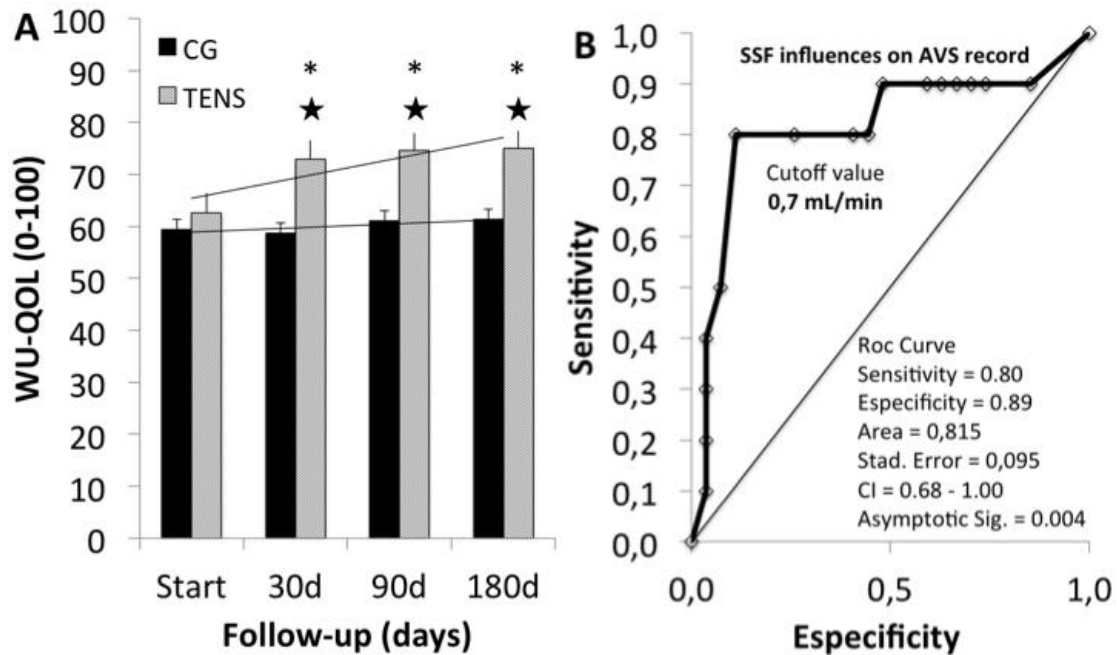 A
100
90
80
70
60
50
40
30
20
10
0
WU-QOL (0-100)
CG
TENS
* * *
★ ★ ★
Start 30d 90d 180d
Follow-up (days)
B
1,0
0,9
0,8
0,7
0,6
0,5
0,4
0,3
0,2
0,1
0,0
Sensitivity
SSF influences on AVS record
Cutoff value
0,7 mL/min
Roc Curve
Sensitivity = 0.80
Especificity = 0.89
Area = 0,815
Stad. Error = 0,095
CI = 0.68 - 1.00
Asymptotic Sig. = 0.004
0,0 0,5 1,0
Especificity